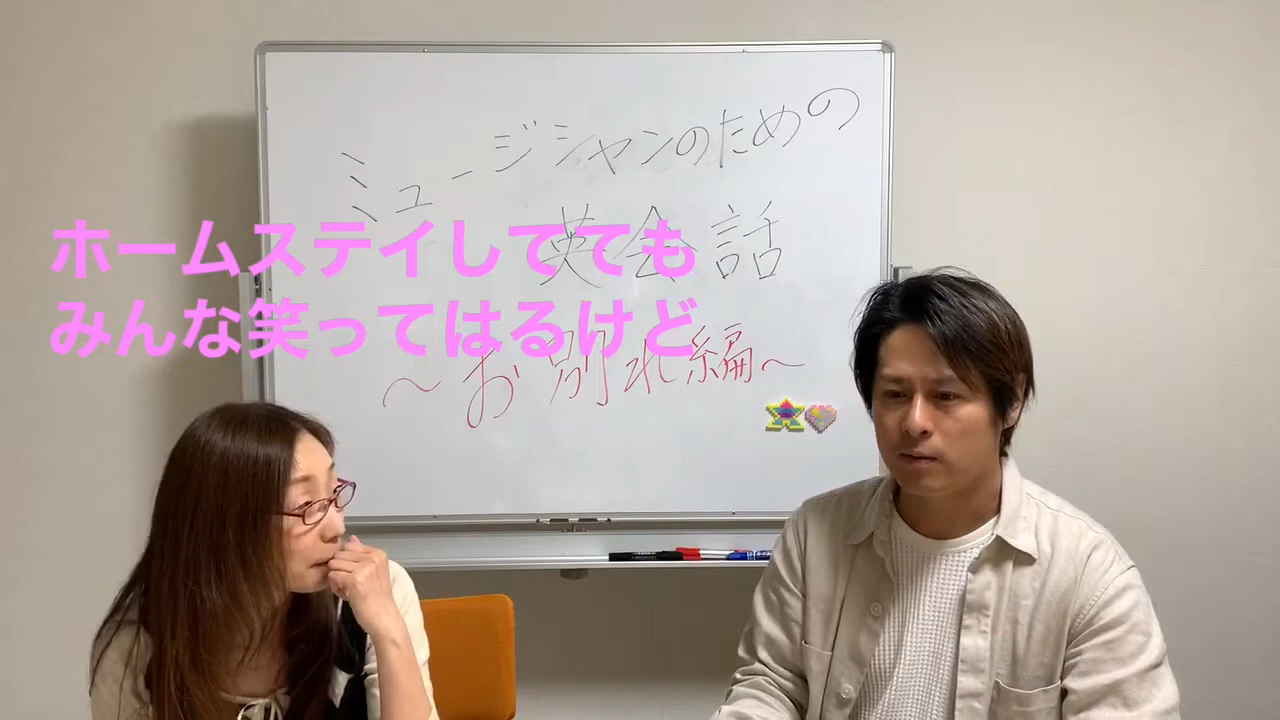 ミュージシャンのための
英会話
～お別れ編～
ホームステイしてても
みんな笑ってはるけど